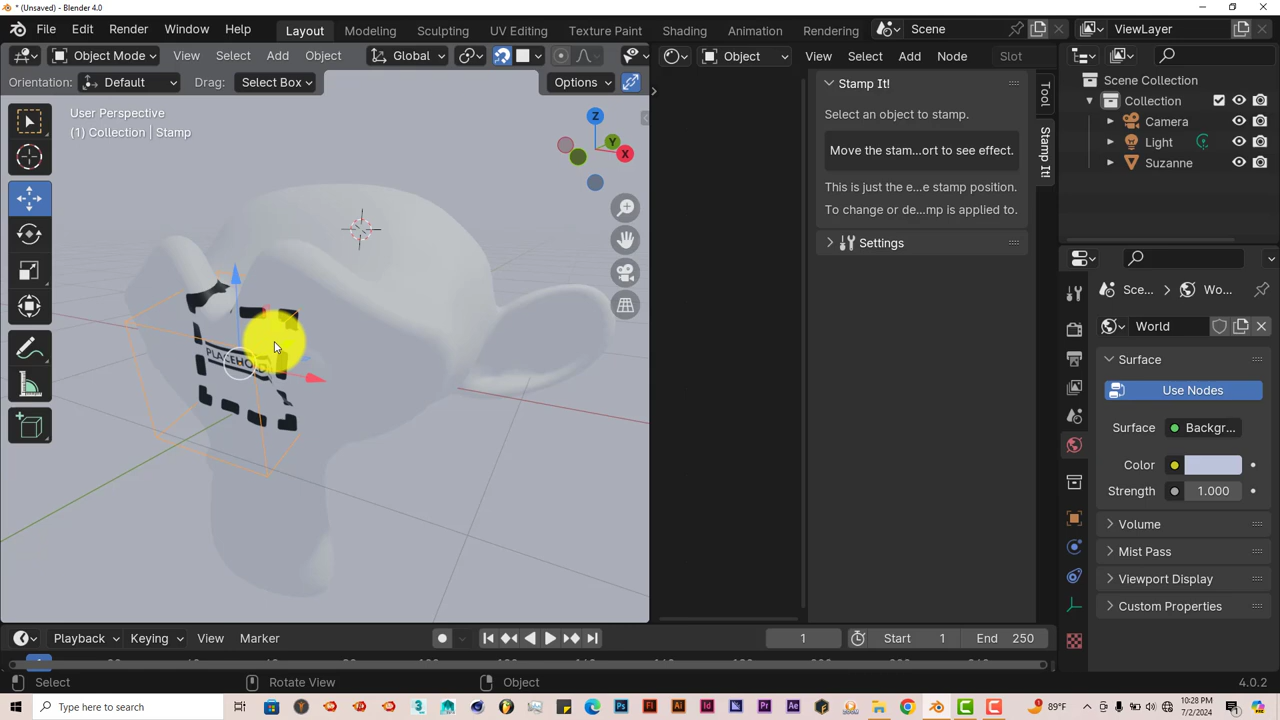 * (Unsaved) - Blender 4.0
File Edit Render Window Help Layout Modeling Sculpting UV Editing Texture Paint Shading Animation Rendering Scene ViewLayer
Object Mode View Select Add Object Global Object View Select Add Node Slot
Orientation: Default Drag: Select Box Options
User Perspective
(1) Collection | Stamp
Z
Y
X
Stamp It!
Select an object to stamp.
Move the stam...ort to see effect.
This is just the e...e stamp position.
To change or de...mp is applied to.
Settings
Tool
Stamp It!
Scene Collection
Collection
Camera
Light
Suzanne
Sce... Wo...
World
Surface
Use Nodes
Surface Backgr...
Color
Strength 1.000
Volume
Mist Pass
Viewport Display
Custom Properties
Playback Keying View Marker 1 Start 1 End 250
Select Rotate View Object 4.0.2
Type here to search
89°F
10:28 PM
7/2/2024